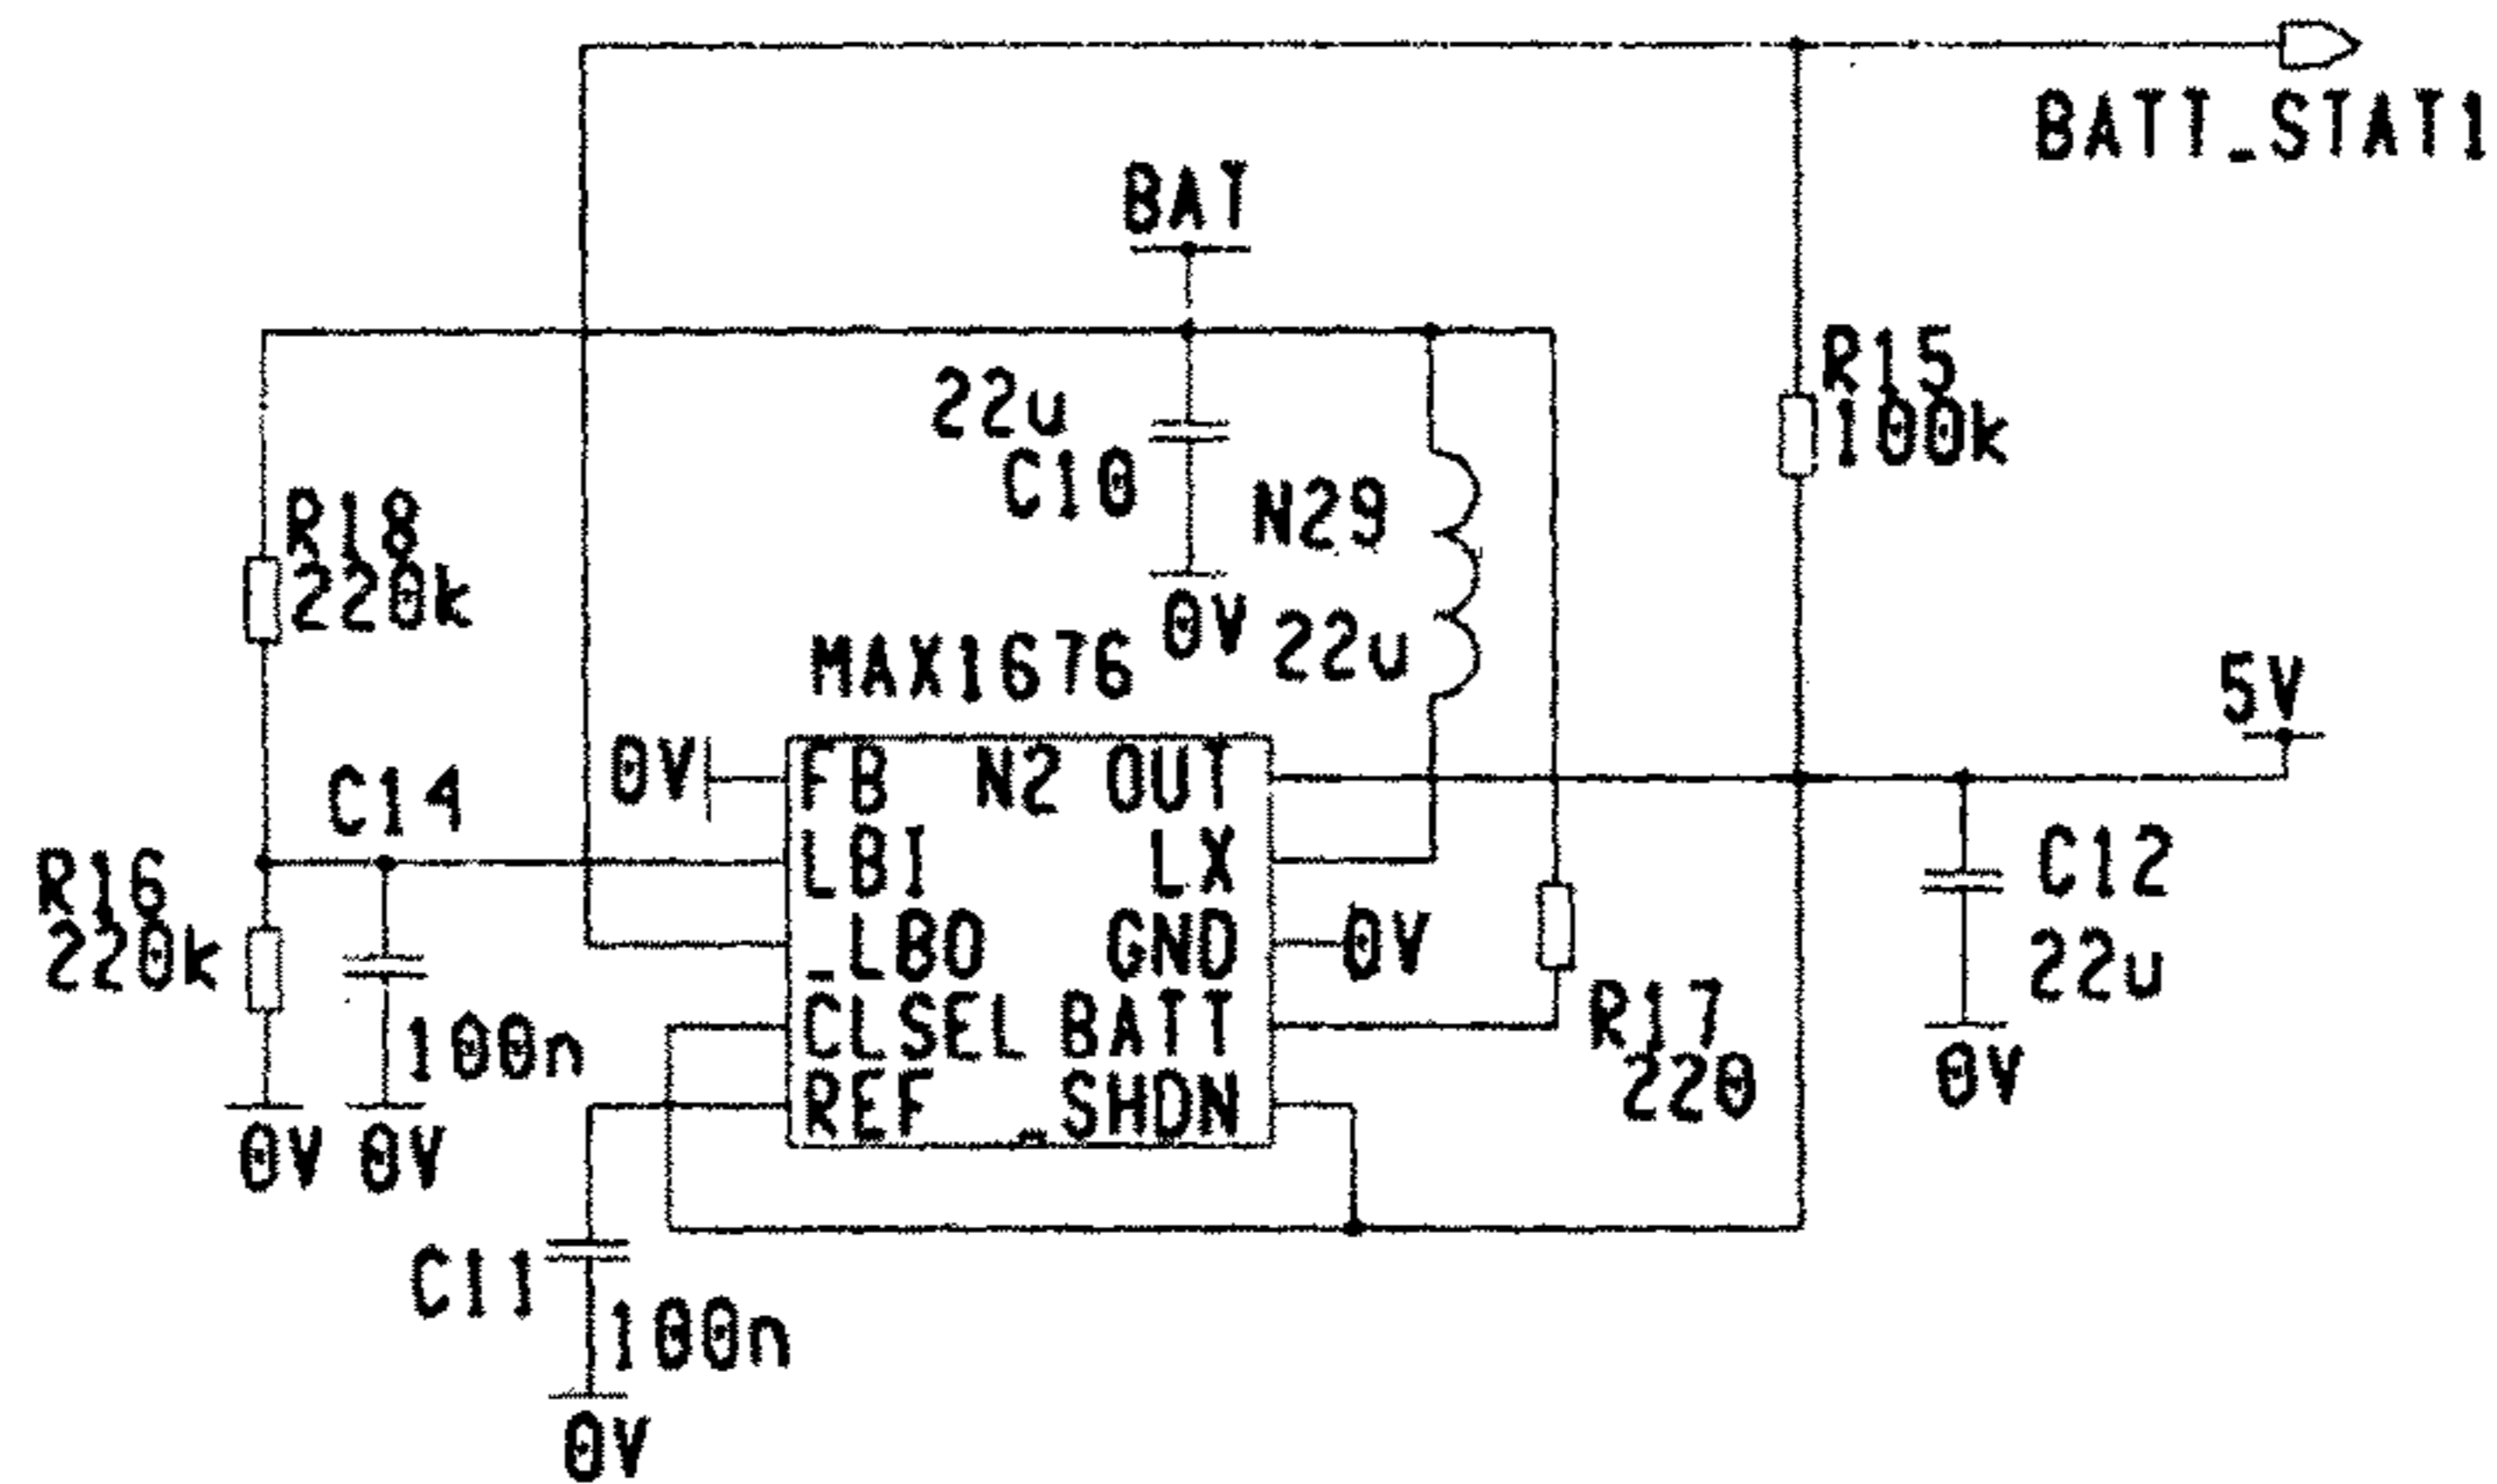 BATT_STAT1
BAT
R15
100k
22u
C10
N29
R18
220k
0V
22u
MAX1676
5V
0V
FB N2 OUT
C14
LBI LX
C12
R16
220k
_LBO GND
0V
22u
CLSEL BATT
R17
220
100n
REF _SHDN
0V
0V 0V
C11
100n
0V